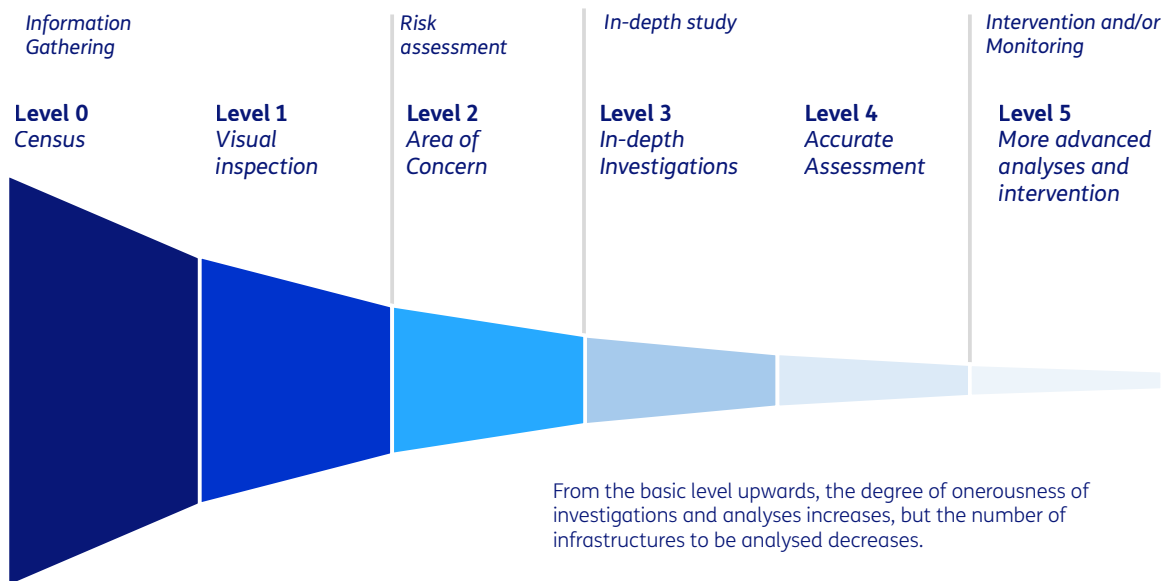 Information
Gathering
Risk
assessment
In-depth study
Intervention and/or
Monitoring
Level 0
Census
Level 1
Visual
inspection
Level 2
Area of
Concern
Level 3
In-depth
Investigations
Level 4
Accurate
Assessment
Level 5
More advanced
analyses and
intervention
From the basic level upwards, the degree of onerousness of
investigations and analyses increases, but the number of
infrastructures to be analysed decreases.